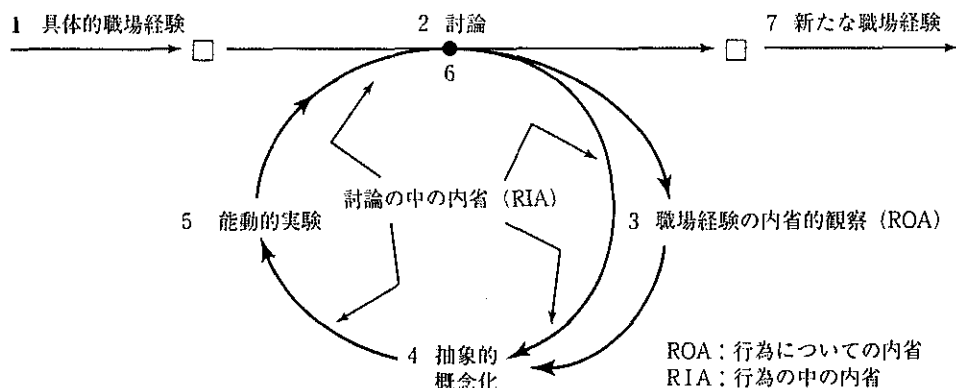 1 具体的職場経験
2 討論
7 新たな職場経験
6
討論の中の内省（RIA）
5 能動的実験
3 職場経験の内省的観察（ROA）
4 抽象的
概念化
ROA：行為についての内省
RIA：行為の中の内省